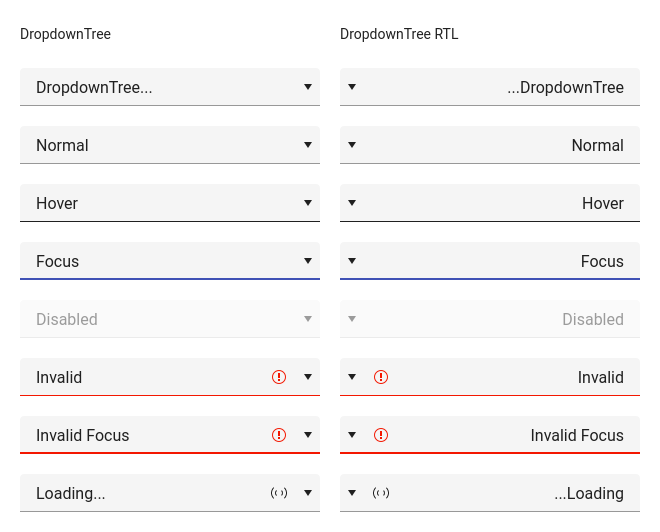 DropdownTree
DropdownTree RTL
DropdownTree...
...DropdownTree
Normal
Normal
Hover
Hover
Focus
Focus
Disabled
Disabled
Invalid
Invalid
Invalid Focus
Invalid Focus
Loading...
...Loading